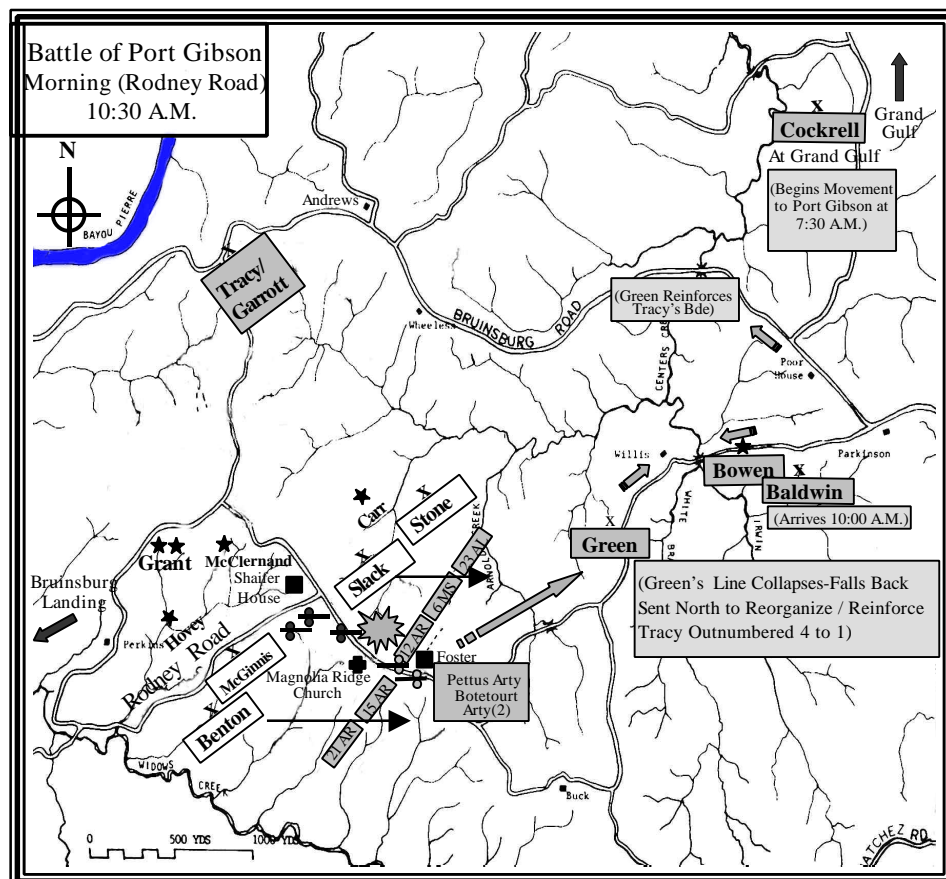 Battle of Port Gibson
Morning (Rodney Road)
10:30 A.M.
N
BAYOU PIERRE
Andrews
X
Tracy/
Garrott
Wheeless
BRUINSBURG ROAD
X
Cockrell
At Grand Gulf
(Begins Movement
to Port Gibson at
7:30 A.M.)
Grand
Gulf
(Green Reinforces
Tracy's Bde)
CENTERS
Poor
House
Willis
Parkinson
Bowen
X
Baldwin
(Arrives 10:00 A.M.)
WHITE
IRWIN
X
Green
(Green's Line Collapses-Falls Back
Sent North to Reorganize / Reinforce
Tracy Outnumbered 4 to 1)
Carr
X
Stone
X
Slack
ARNOLD CREEK
23 AL
6 MS
12 AR
15 AR
21 AR
Grant
McClernand
Shaifer
House
Bruinsburg
Landing
Perkins
Hovey
Rodney Road
X
McGinnis
X
Benton
Magnolia Ridge
Church
Foster
Pettus Arty
Botetourt
Arty(2)
WIDOWS
CREEK
Buck
0 500 YDS 1000 YDS
ATCHEZ RD